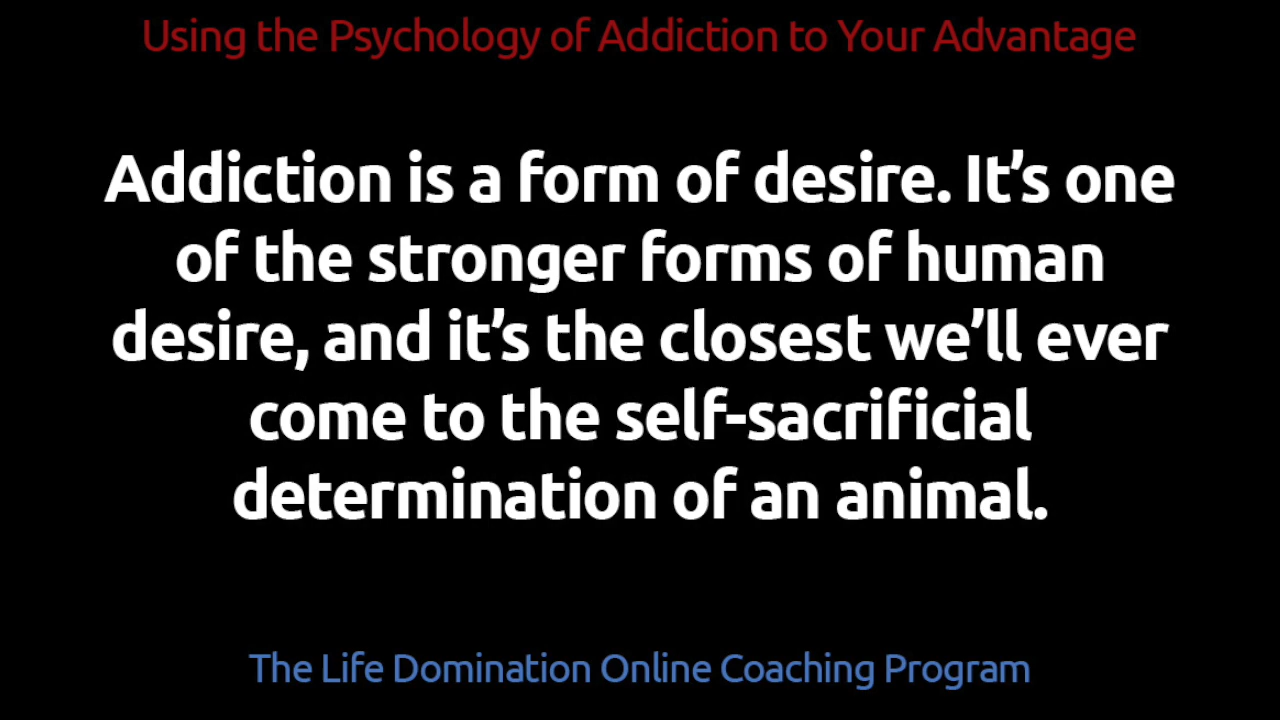 Using the Psychology of Addiction to Your Advantage
Addiction is a form of desire. It’s one
of the stronger forms of human
desire, and it’s the closest we’ll ever
come to the self-sacrificial
determination of an animal.
The Life Domination Online Coaching Program